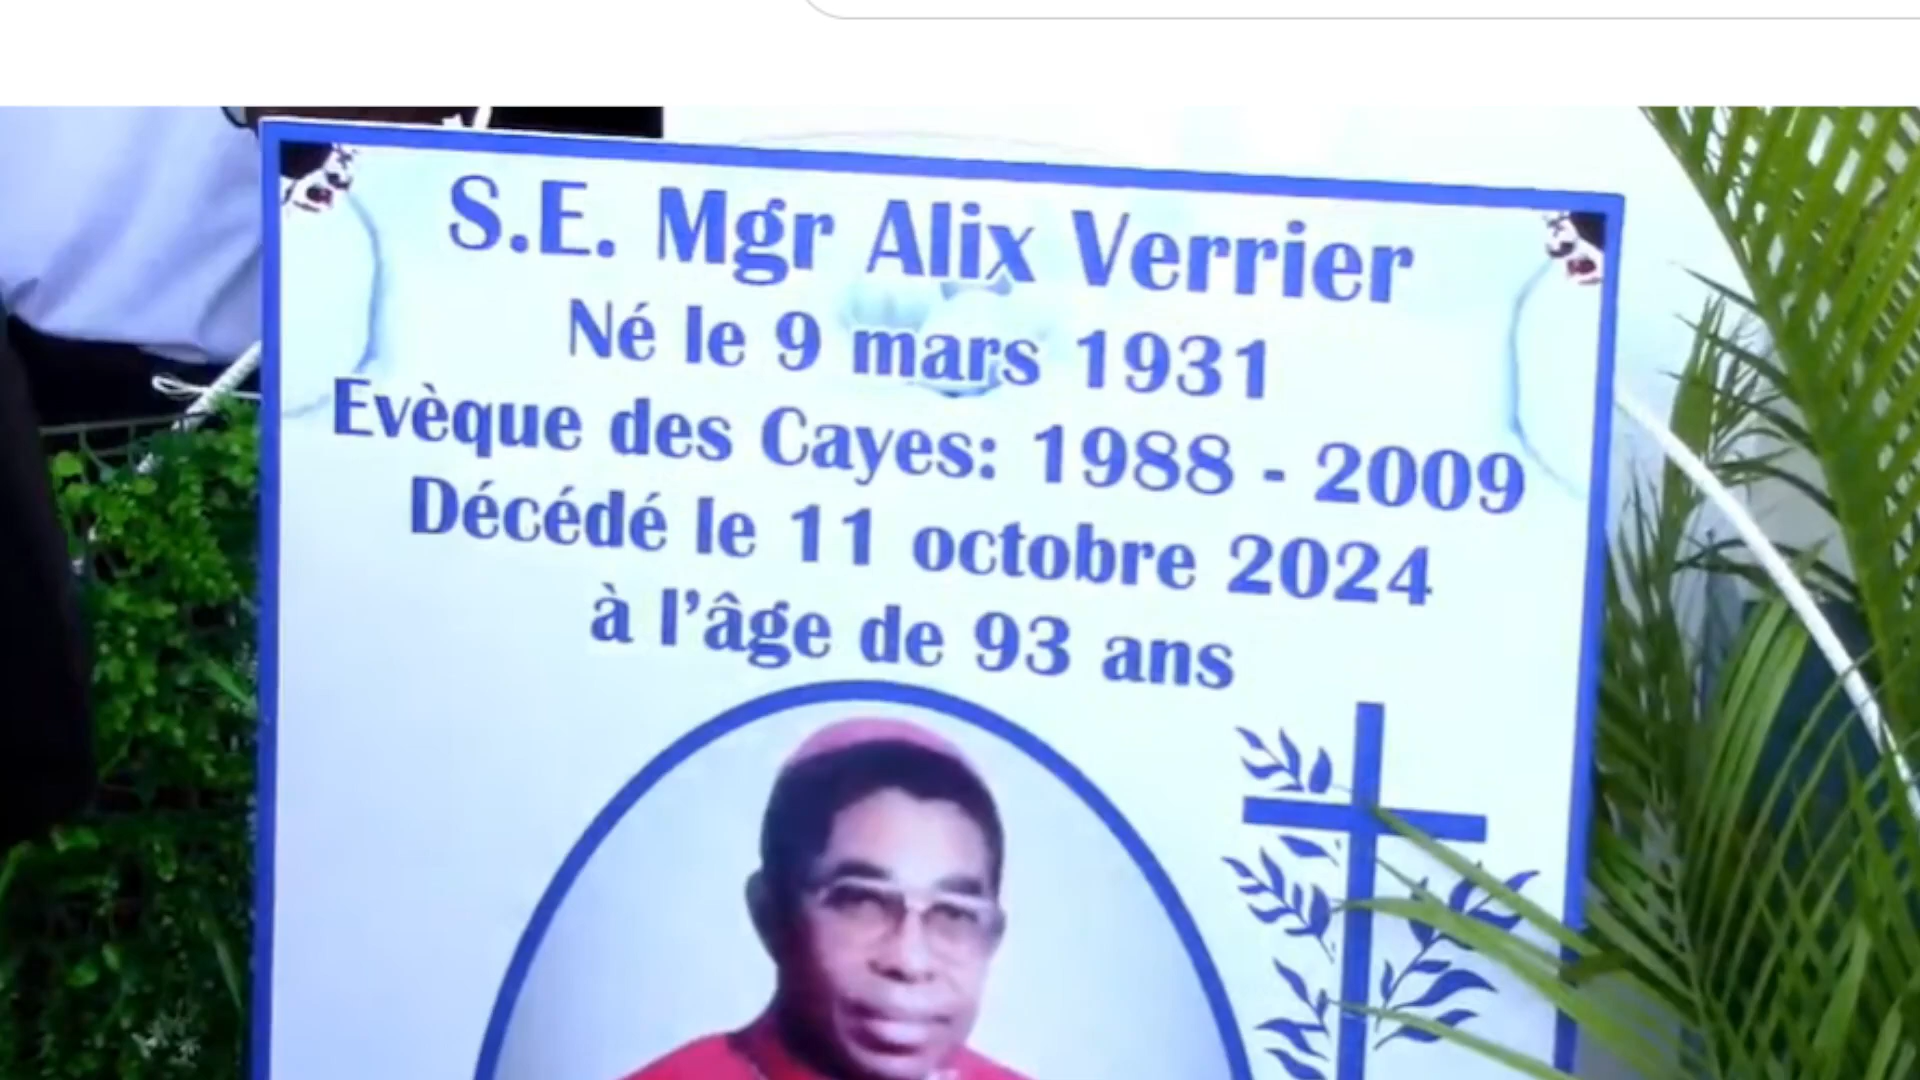 S.E. Mgr Alix Verrier
Né le 9 mars 1931
Evèque des Cayes: 1988 - 2009
Décédé le 11 octobre 2024
à l'âge de 93 ans